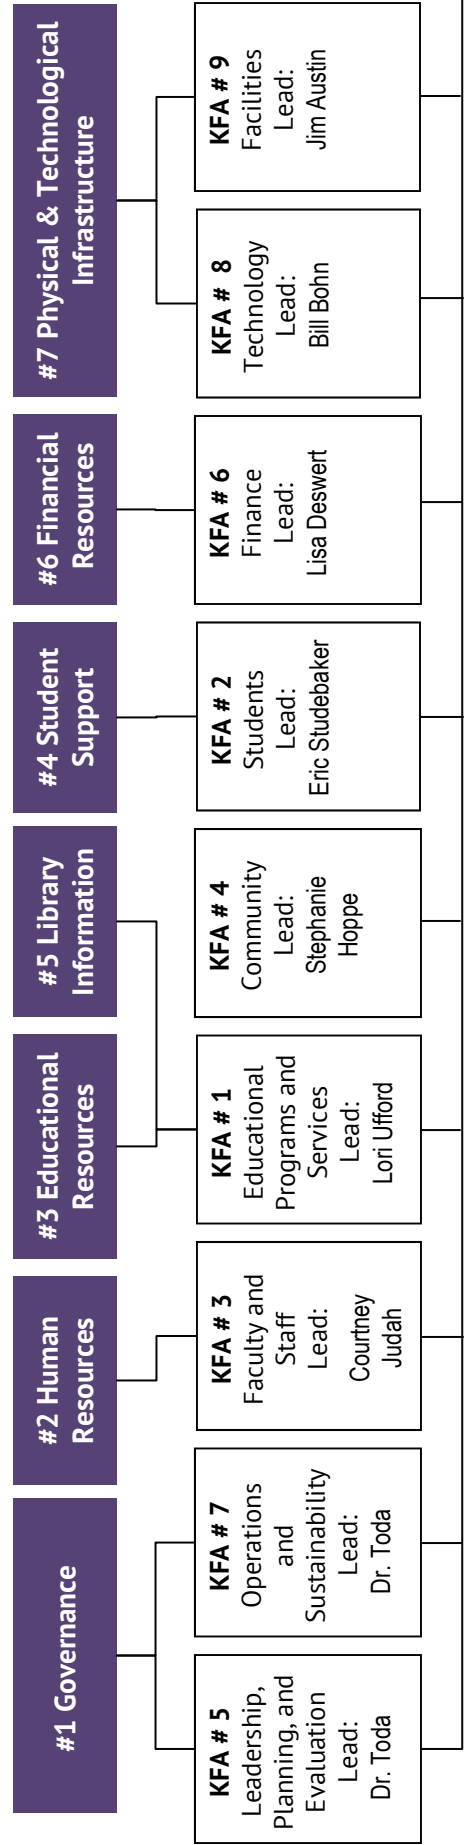 #1 Governance
#2 Human
Resources
#3 Educational
Resources
#5 Library
Information
#4 Student
Support
#6 Financial
Resources
#7 Physical & Technological
Infrastructure
KFA # 5
Leadership,
Planning, and
Evaluation
Lead:
Dr. Toda
KFA # 7
Operations
and
Sustainability
Lead:
Dr. Toda
KFA # 3
Faculty and
Staff
Lead:
Courtney
Judah
KFA # 1
Educational
Programs and
Services
Lead:
Lori Ufford
KFA # 4
Community
Lead:
Stephanie
Hoppe
KFA # 2
Students
Lead:
Eric Studebaker
KFA # 6
Finance
Lead:
Lisa Deswert
KFA # 8
Technology
Lead:
Bill Bohn
KFA # 9
Facilities
Lead:
Jim Austin